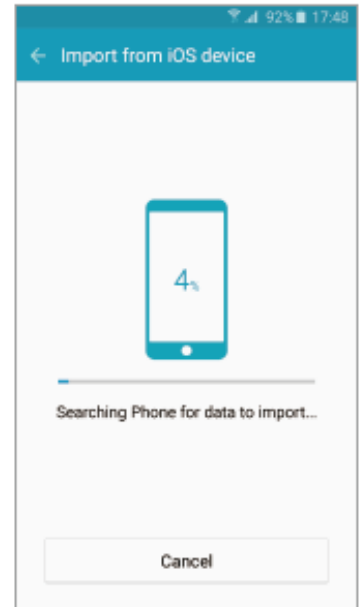 92% 17:48
Import from iOS device
4%
Searching Phone for data to import...
Cancel